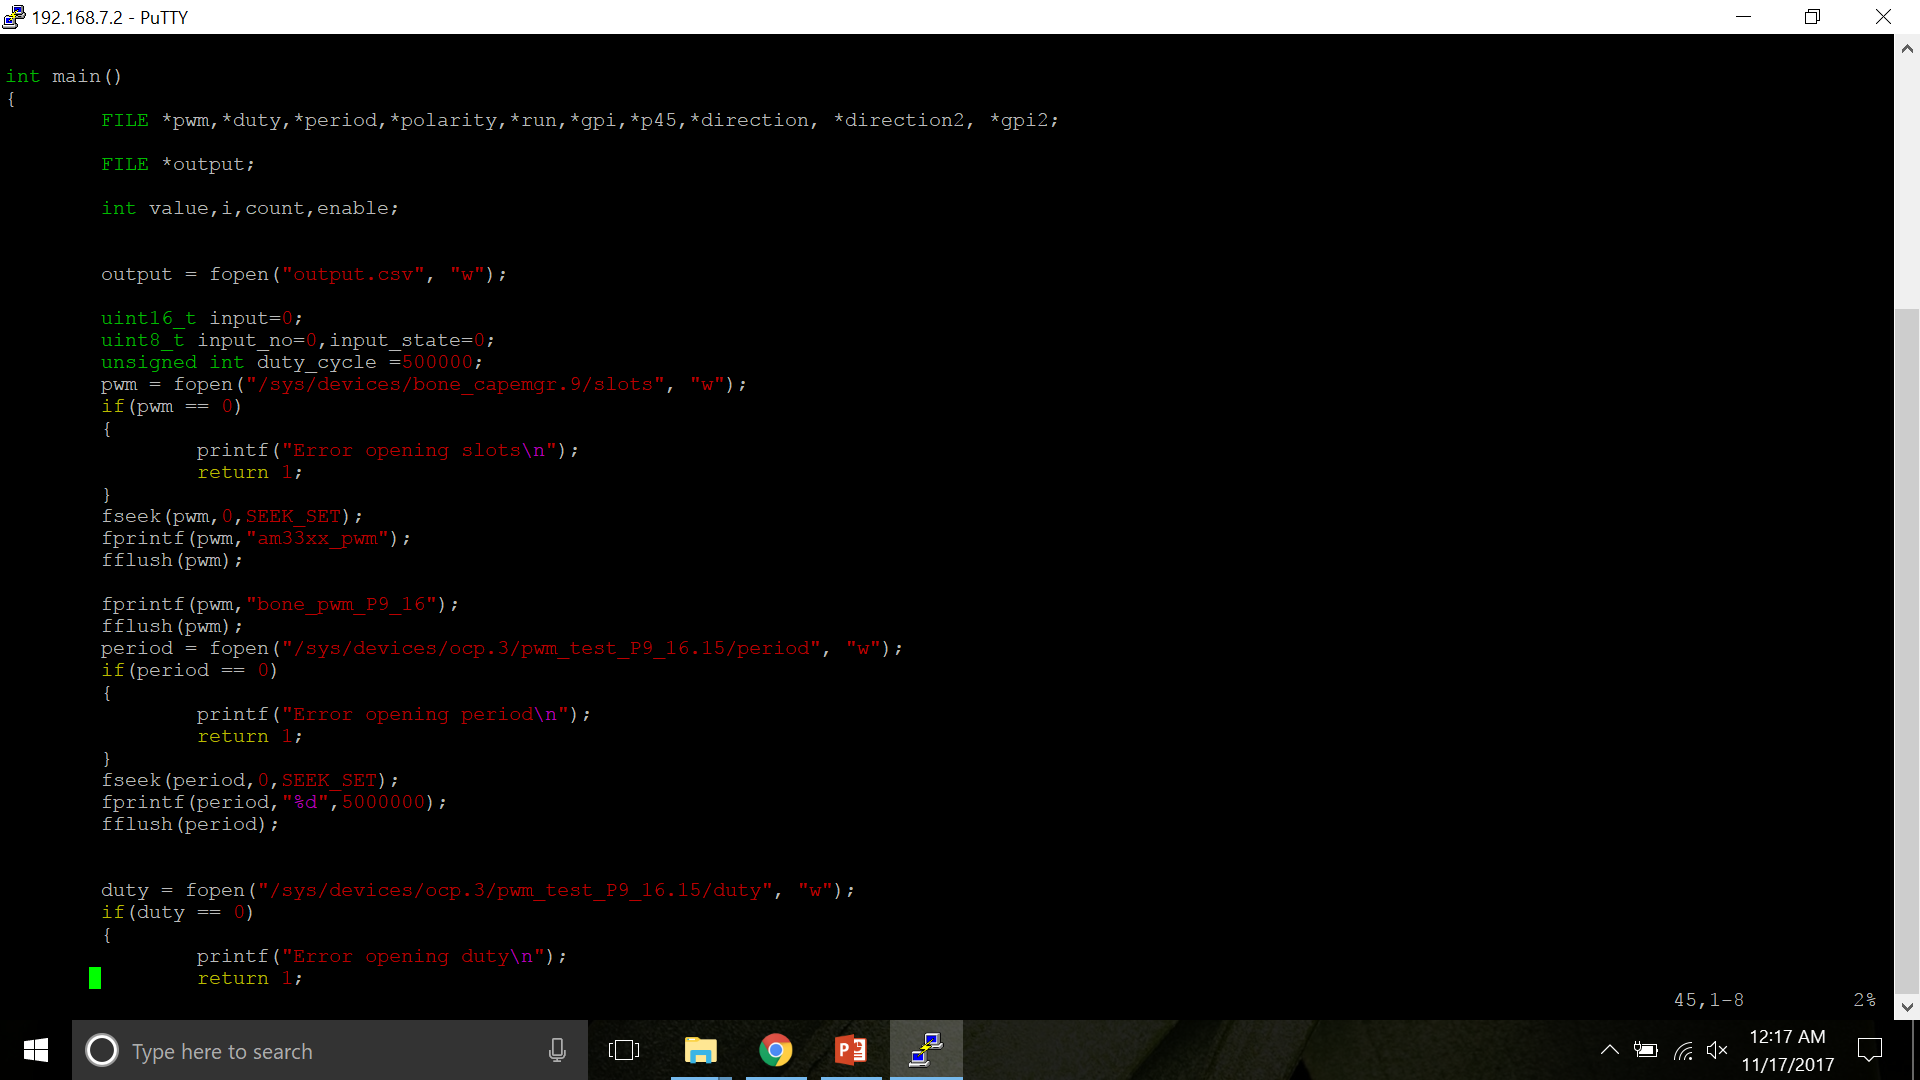 192.168.7.2 - PuTTY
int main()
{
FILE *pwm,*duty,*period,*polarity,*run,*gpi,*p45,*direction, *direction2, *gpi2;
FILE *output;
int value,i,count,enable;
output = fopen("output.csv", "w");
uint16_t input=0;
uint8_t input_no=0,input_state=0;
unsigned int duty_cycle =500000;
pwm = fopen("/sys/devices/bone_capemgr.9/slots", "w");
if(pwm == 0)
{
printf("Error opening slots\n");
return 1;
}
fseek(pwm,0,SEEK_SET);
fprintf(pwm,"am33xx_pwm");
fflush(pwm);
fprintf(pwm,"bone_pwm_P9_16");
fflush(pwm);
period = fopen("/sys/devices/ocp.3/pwm_test_P9_16.15/period", "w");
if(period == 0)
{
printf("Error opening period\n");
return 1;
}
fseek(period,0,SEEK_SET);
fprintf(period,"%d",5000000);
fflush(period);
duty = fopen("/sys/devices/ocp.3/pwm_test_P9_16.15/duty", "w");
if(duty == 0)
{
printf("Error opening duty\n");
return 1;
45,1-8 2%
Type here to search
12:17 AM
11/17/2017